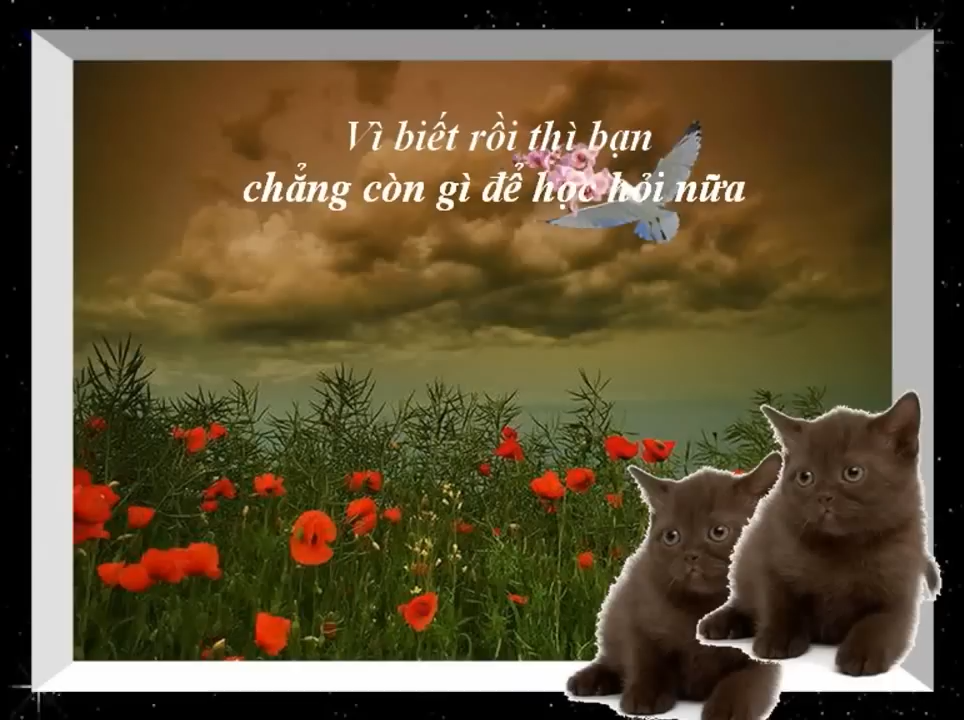 Vì biết rồi thì bạn
chẳng còn gì để học hỏi nữa